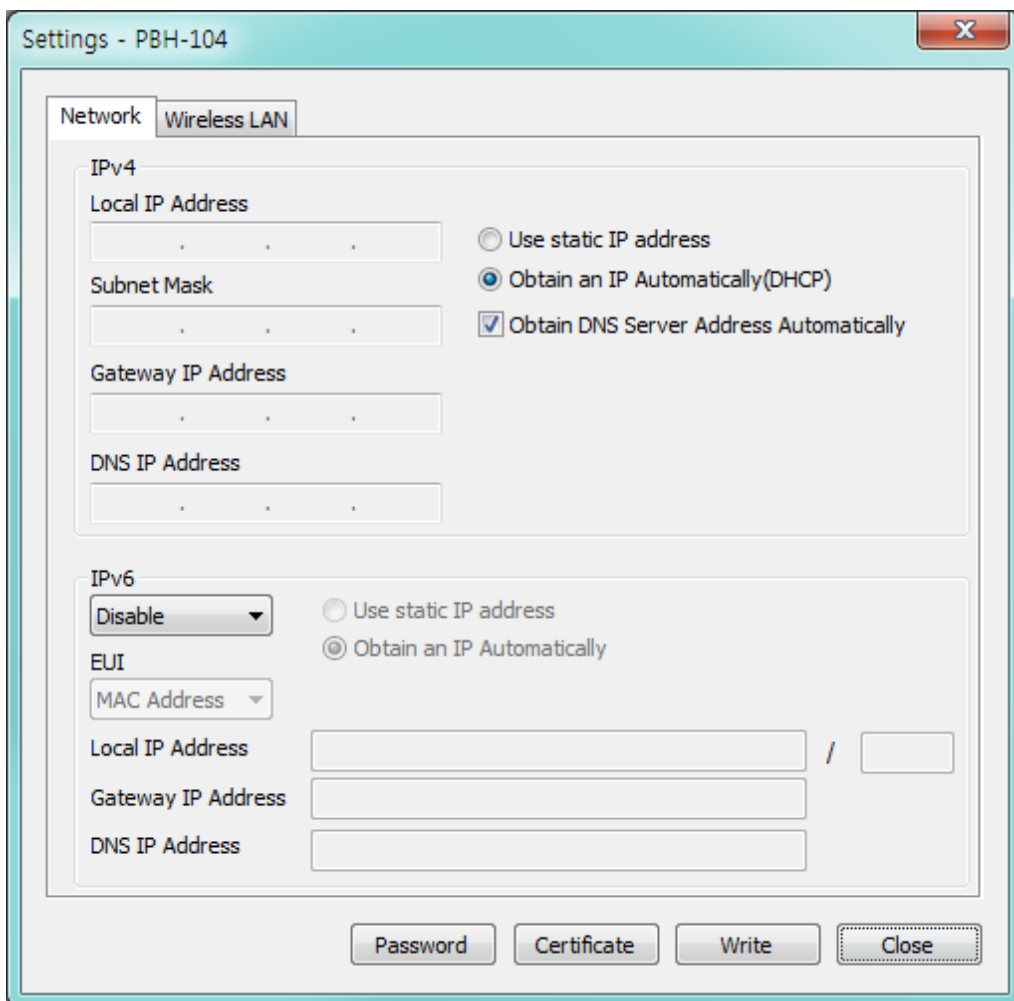 Settings - PBH-104
X
Network
Wireless LAN
IPv4
Local IP Address
. . .
Use static IP address
Obtain an IP Automatically(DHCP)
Subnet Mask
. . .
Obtain DNS Server Address Automatically
Gateway IP Address
. . .
DNS IP Address
. . .
IPv6
Disable
Use static IP address
Obtain an IP Automatically
EUI
MAC Address
Local IP Address /
Gateway IP Address
DNS IP Address
Password Certificate Write Close